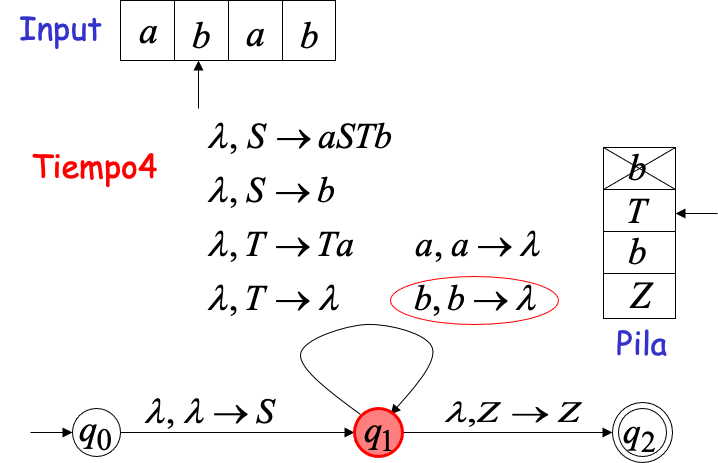 Input a b a b
λ, S → aSTb
Tiempo4
λ, S → b
λ, T → Ta a, a → λ
λ, T → λ b, b → λ
b
T
b
Z
Pila
λ, λ → S λ,Z → Z
q0 q1 q2